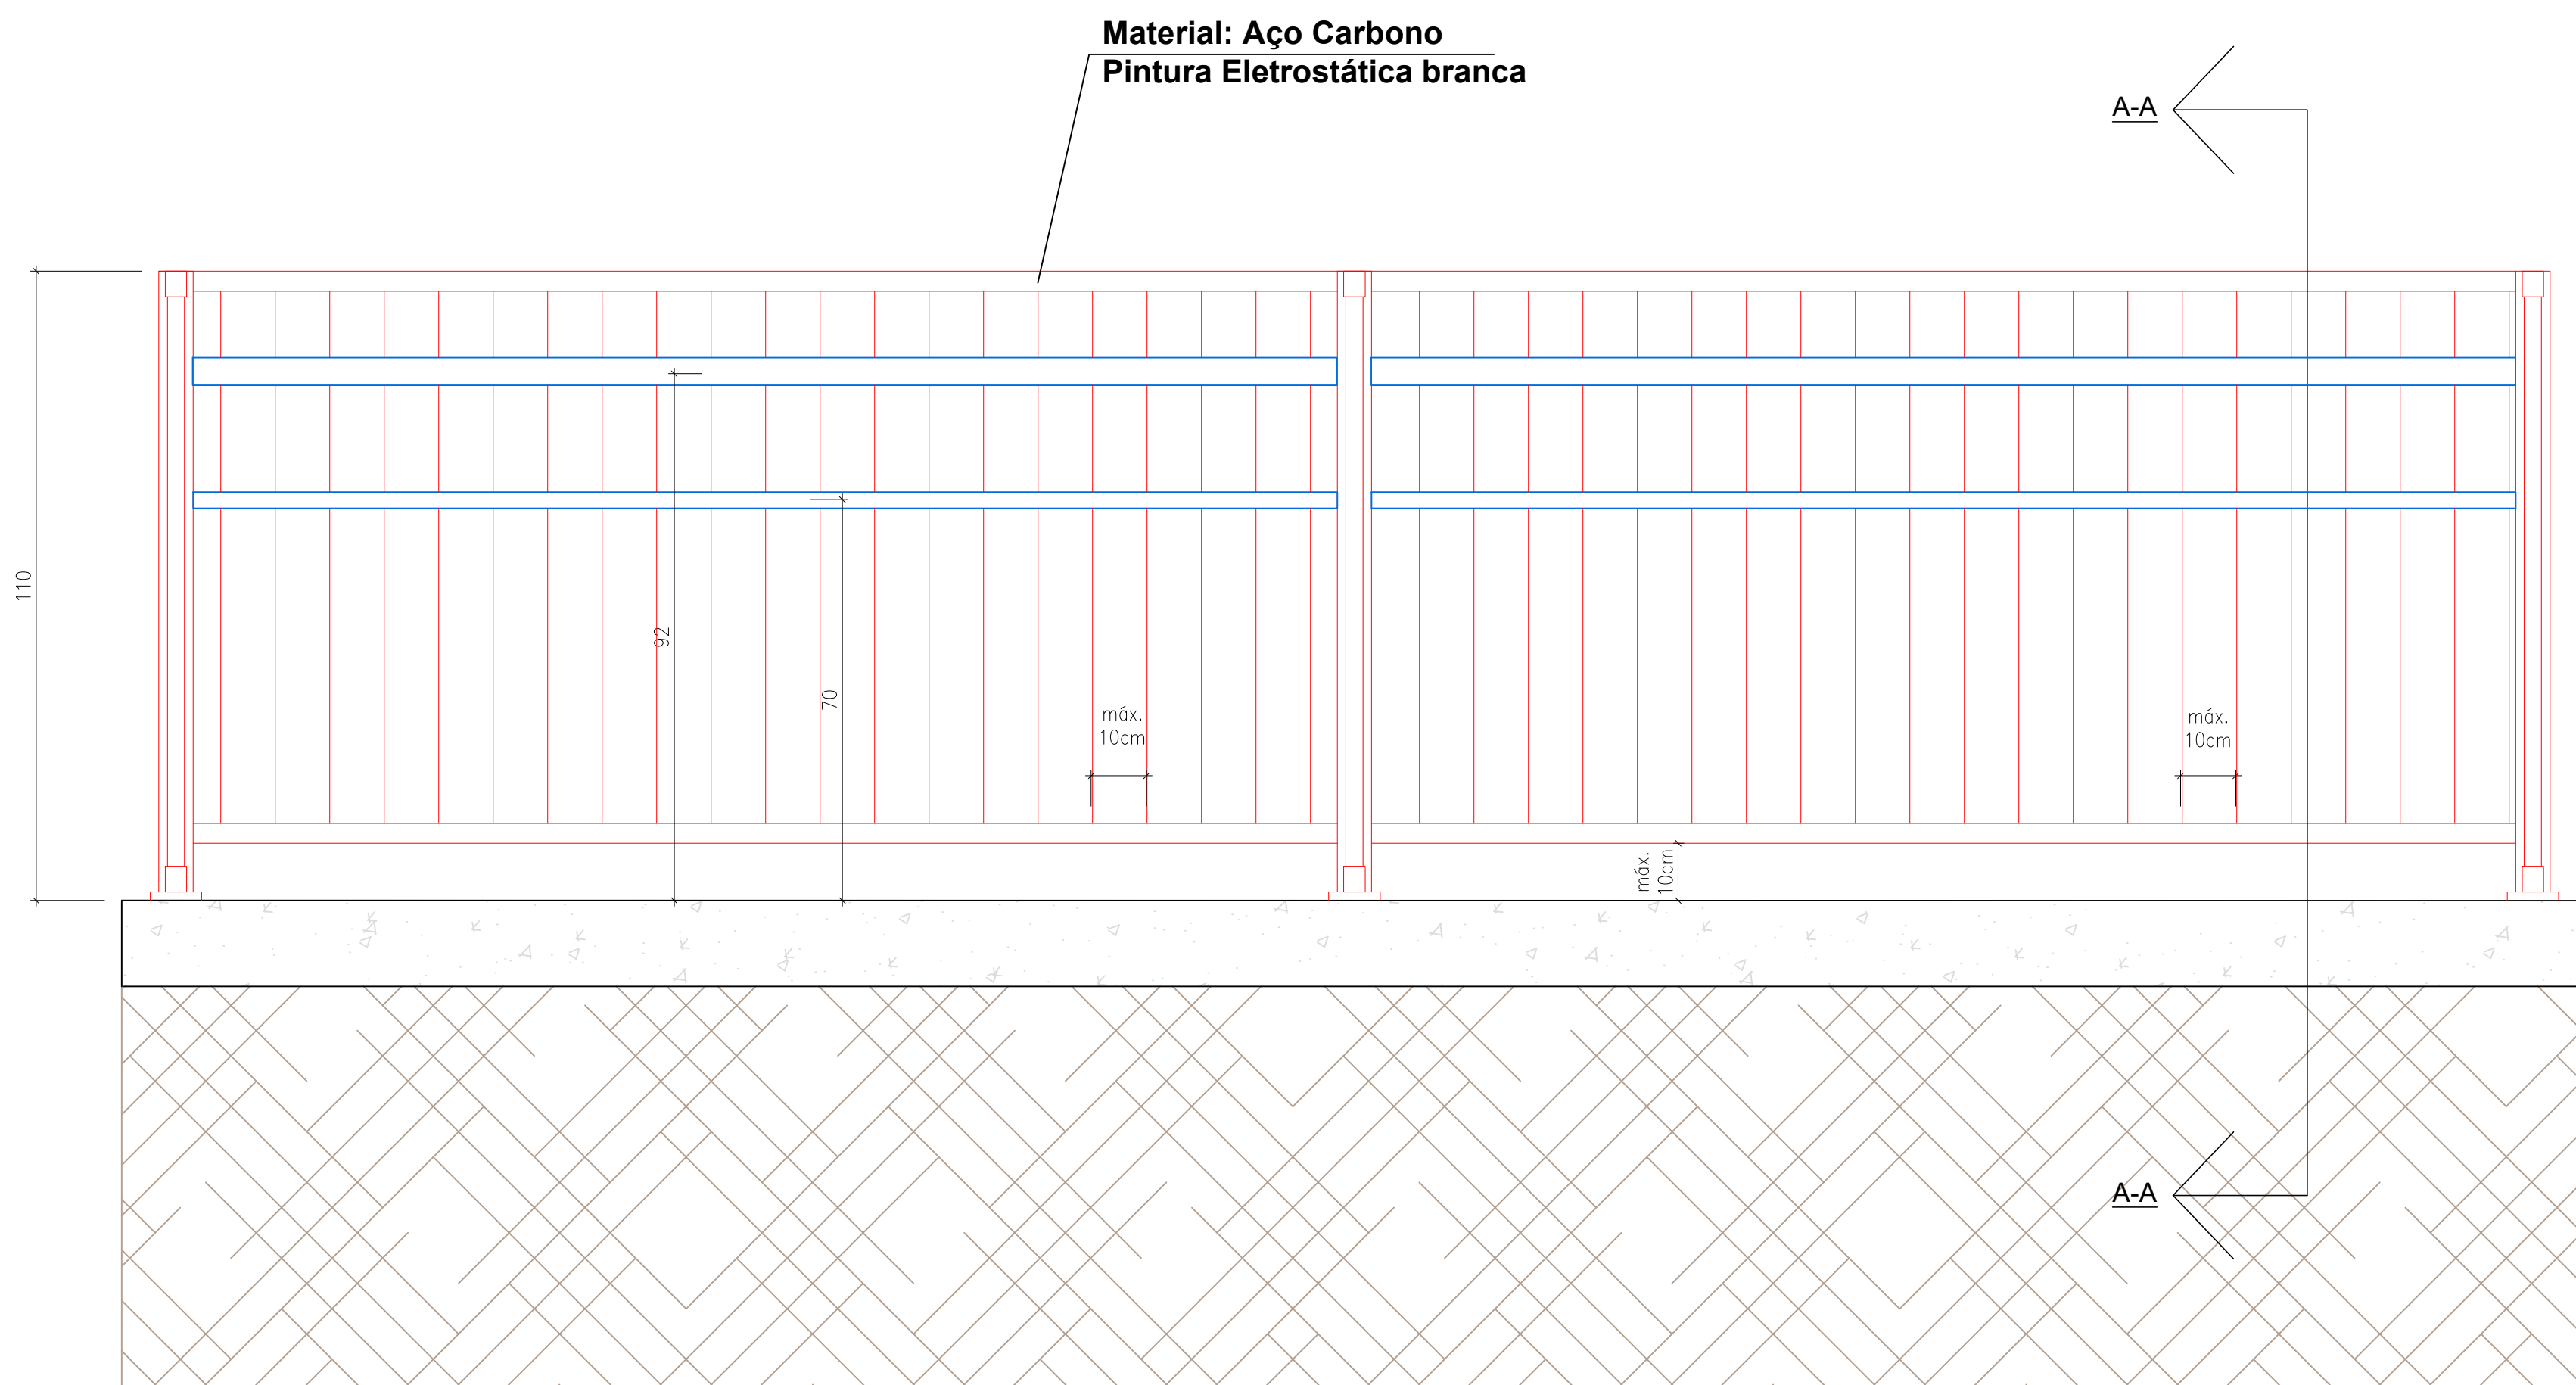 Material: Aço Carbono
Pintura Eletrostática branca
A-A
110
92
70
máx.
10cm
máx.
10cm
máx.
10cm
A-A